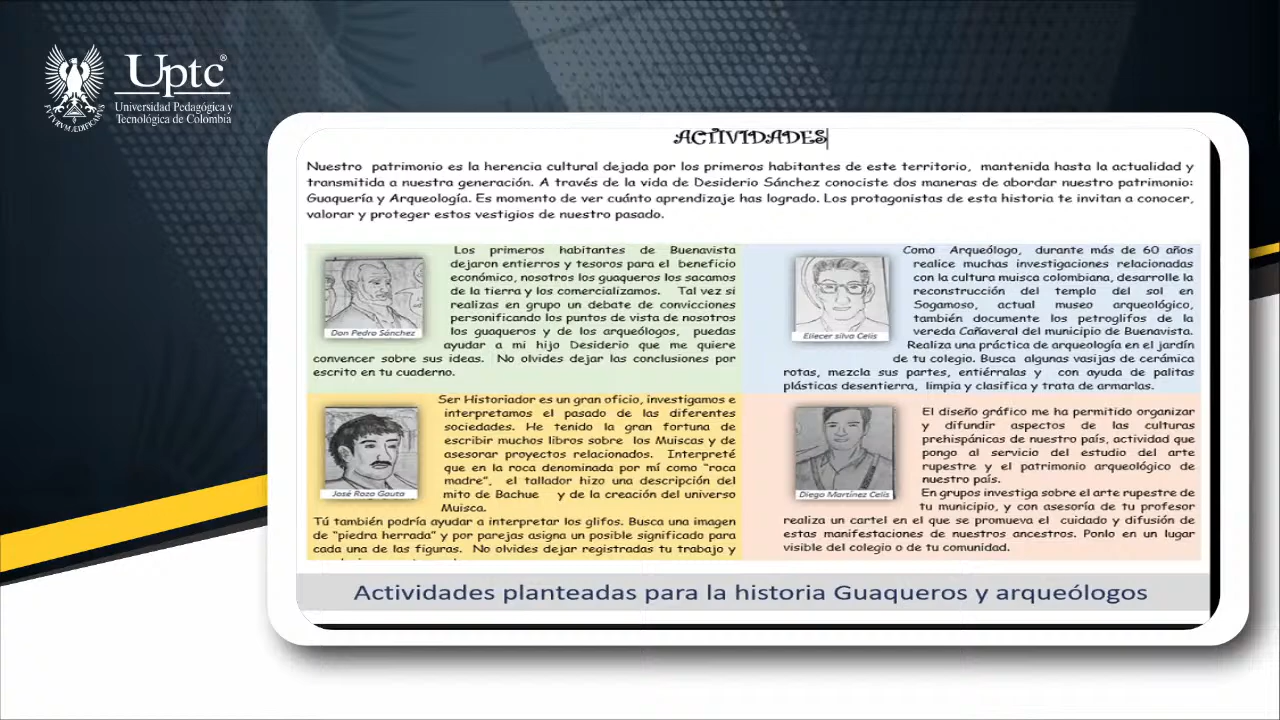 Uptc®
Universidad Pedagógica y
Tecnológica de Colombia
ACTIVIDADES
Nuestro patrimonio es la herencia cultural dejada por los primeros habitantes de este territorio, mantenida hasta la actualidad y
transmitida a nuestra generación. A través de la vida de Desiderio Sánchez conociste dos maneras de abordar nuestro patrimonio:
Guaquería y Arqueología. Es momento de ver cuánto aprendizaje has logrado. Los protagonistas de esta historia te invitan a conocer,
valorar y proteger estos vestigios de nuestro pasado.
Los primeros habitantes de Buenavista
dejaron entierros y tesoros para el beneficio
económico, nosotros los guaqueros los sacamos
de la tierra y los comercializamos. Tal vez si
realizas en grupo un debate de convicciones
personificando los puntos de vista de nosotros
los guaqueros y de los arqueólogos, puedas
ayudar a mi hijo Desiderio que me quiere
convencer sobre sus ideas. No olvides dejar las conclusiones por
escrito en tu cuaderno.
Don Pedro Sánchez
Como Arqueólogo, durante más de 60 años
realice muchas investigaciones relacionadas
con la cultura muisca colombiana, desarrolle la
reconstrucción del templo del sol en
Sogamoso, actual museo arqueológico,
también documente los petroglifos de la
vereda Cañaveral del municipio de Buenavista.
Realiza una práctica de arqueología en el jardín
de tu colegio. Busca algunas vasijas de cerámica
rotas, mezcla sus partes, entiérralas y con ayuda de palitas
plásticas desentierra, limpia y clasifica y trata de armarlas.
Eliecer silva Celis
Ser Historiador es un gran oficio, investigamos e
interpretamos el pasado de las diferentes
sociedades. He tenido la gran fortuna de
escribir muchos libros sobre los Muiscas y de
asesorar proyectos relacionados. Interpreté
que en la roca denominada por mí como "roca
madre", el tallador hizo una descripción del
mito de Bachue y de la creación del universo
Muisca.
Tú también podría ayudar a interpretar los glifos. Busca una imagen
de "piedra herrada" y por parejas asigna un posible significado para
cada una de las figuras. No olvides dejar registradas tu trabajo y
José Rozo Gauta
El diseño gráfico me ha permitido organizar
y difundir aspectos de las culturas
prehispánicas de nuestro país, actividad que
pongo al servicio del estudio del arte
rupestre y el patrimonio arqueológico de
nuestro país.
En grupos investiga sobre el arte rupestre de
tu municipio, y con asesoría de tu profesor
realiza un cartel en el que se promueva el cuidado y difusión de
estas manifestaciones de nuestros ancestros. Ponlo en un lugar
visible del colegio o de tu comunidad.
Diego Martínez Celis
Actividades planteadas para la historia Guaqueros y arqueólogos